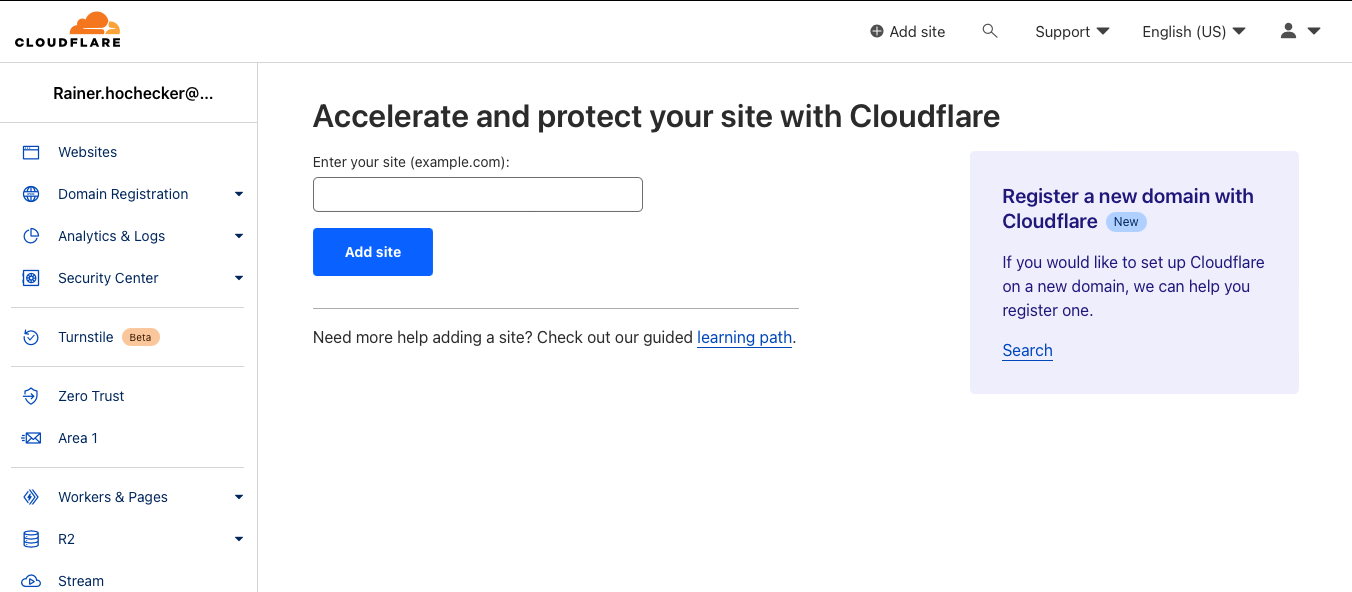 CLOUDFLARE
Add site
Support
English (US)
Rainer.hochecker@...
Websites
Domain Registration
Analytics & Logs
Security Center
Turnstile Beta
Zero Trust
Area 1
Workers & Pages
R2
Stream
Accelerate and protect your site with Cloudflare
Enter your site (example.com):
Add site
Need more help adding a site? Check out our guided learning path.
Register a new domain with
Cloudflare New
If you would like to set up Cloudflare
on a new domain, we can help you
register one.
Search